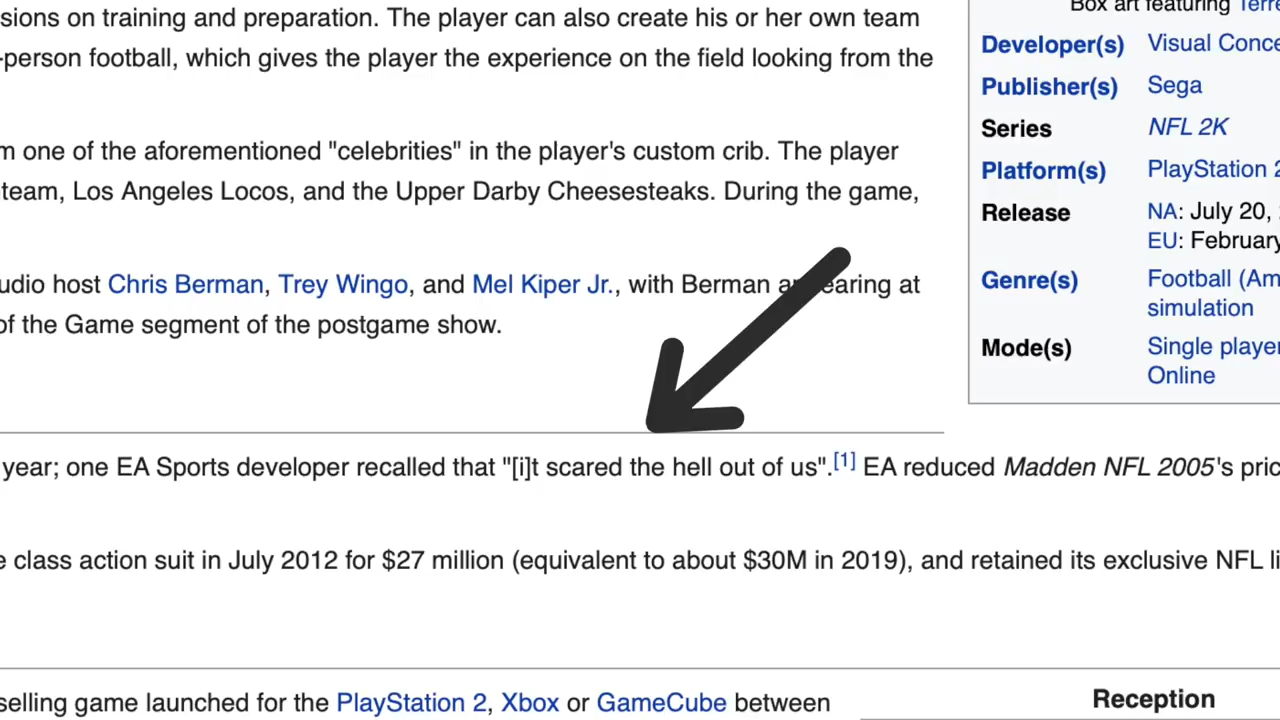 sions on training and preparation. The player can also create his or her own team
-person football, which gives the player the experience on the field looking from the
m one of the aforementioned "celebrities" in the player's custom crib. The player
team, Los Angeles Locos, and the Upper Darby Cheesesteaks. During the game,
udio host Chris Berman, Trey Wingo, and Mel Kiper Jr., with Berman a earing at
of the Game segment of the postgame show.
year; one EA Sports developer recalled that "[i]t scared the hell out of us".[1] EA reduced Madden NFL 2005's pric
e class action suit in July 2012 for $27 million (equivalent to about $30M in 2019), and retained its exclusive NFL li
selling game launched for the PlayStation 2, Xbox or GameCube between
Box art featuring Terre
Developer(s) Visual Conce
Publisher(s) Sega
Series NFL 2K
Platform(s) PlayStation 2
Release NA: July 20,
EU: February
Genre(s) Football (Am
simulation
Mode(s) Single player
Online
Reception